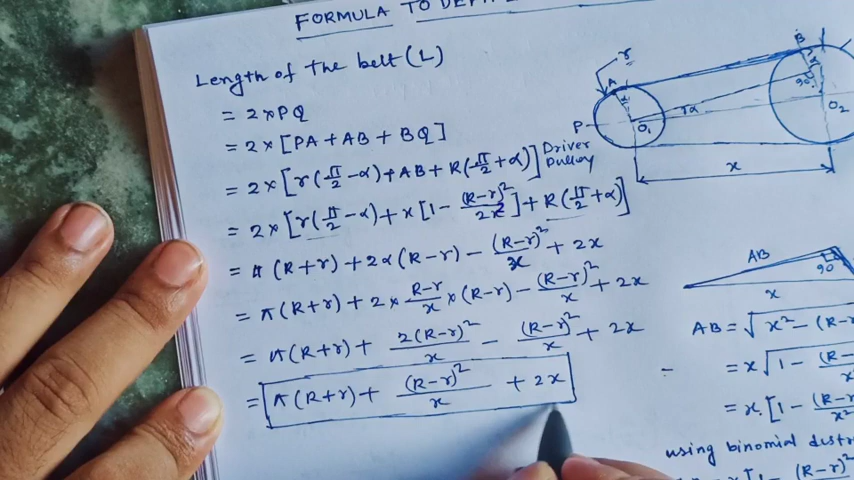 FORMULA TO
Length of the belt (L)
= 2×PQ
= 2×[PA + AB + BQ]
= 2×[r(π/2 − α) + AB + R(π/2 + α)]
= 2×[r(π/2 − α) + x[1 − (R−r)²/2x²] + R(π/2 + α)]
= π(R+r) + 2α(R−r) − (R−r)²/x + 2x
= π(R+r) + 2× (R−r)/x ×(R−r) − (R−r)²/x + 2x
= π(R+r) + 2(R−r)²/x − (R−r)²/x + 2x
= π(R+r) + (R−r)²/x + 2x
r
A
B
α
α
90°
P
O₁
α
O₂
Driver
Pulley
x
AB
90°
x
AB = √x² − (R−
= x√1 − (R−
= x.[1 − (R−r /x²
using binomial
(R−r)²